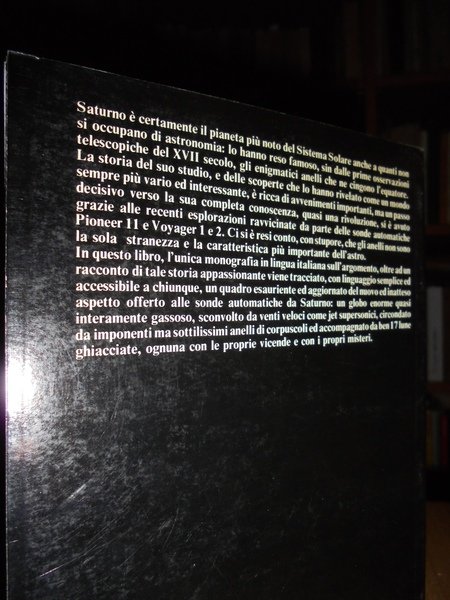 Saturno è certamente il pianeta più noto del Sistema Solare anche a quanti non
si occupano di astronomia: lo hanno reso famoso, sin dalle prime osservazioni
telescopiche del XVII secolo, gli enigmatici anelli che ne cingono l'equatore.
La storia del suo studio, e delle scoperte che lo hanno rivelato come un mondo
sempre più vario ed interessante, è ricca di avvenimenti importanti, ma un passo
decisivo verso la sua completa conoscenza, quasi una rivoluzione, si è avuto
grazie alle recenti esplorazioni ravvicinate da parte delle sonde automatiche
Pioneer 11 e Voyager 1 e 2. Ci si è resi conto, con stupore, che gli anelli non sono
la sola stranezza e la caratteristica più importante dell'astro.
In questo libro, l'unica monografia in lingua italiana sull'argomento, oltre ad un
racconto di tale storia appassionante viene tracciato, con linguaggio semplice ed
accessibile a chiunque, un quadro esauriente ed aggiornato del nuovo ed inatteso
aspetto offerto alle sonde automatiche da Saturno: un globo enorme quasi
interamente gassoso, sconvolto da venti veloci come jet supersonici, circondato
da imponenti ma sottilissimi anelli di corpuscoli ed accompagnato da ben 17 lune
ghiacciate, ognuna con le proprie vicende e con i propri misteri.